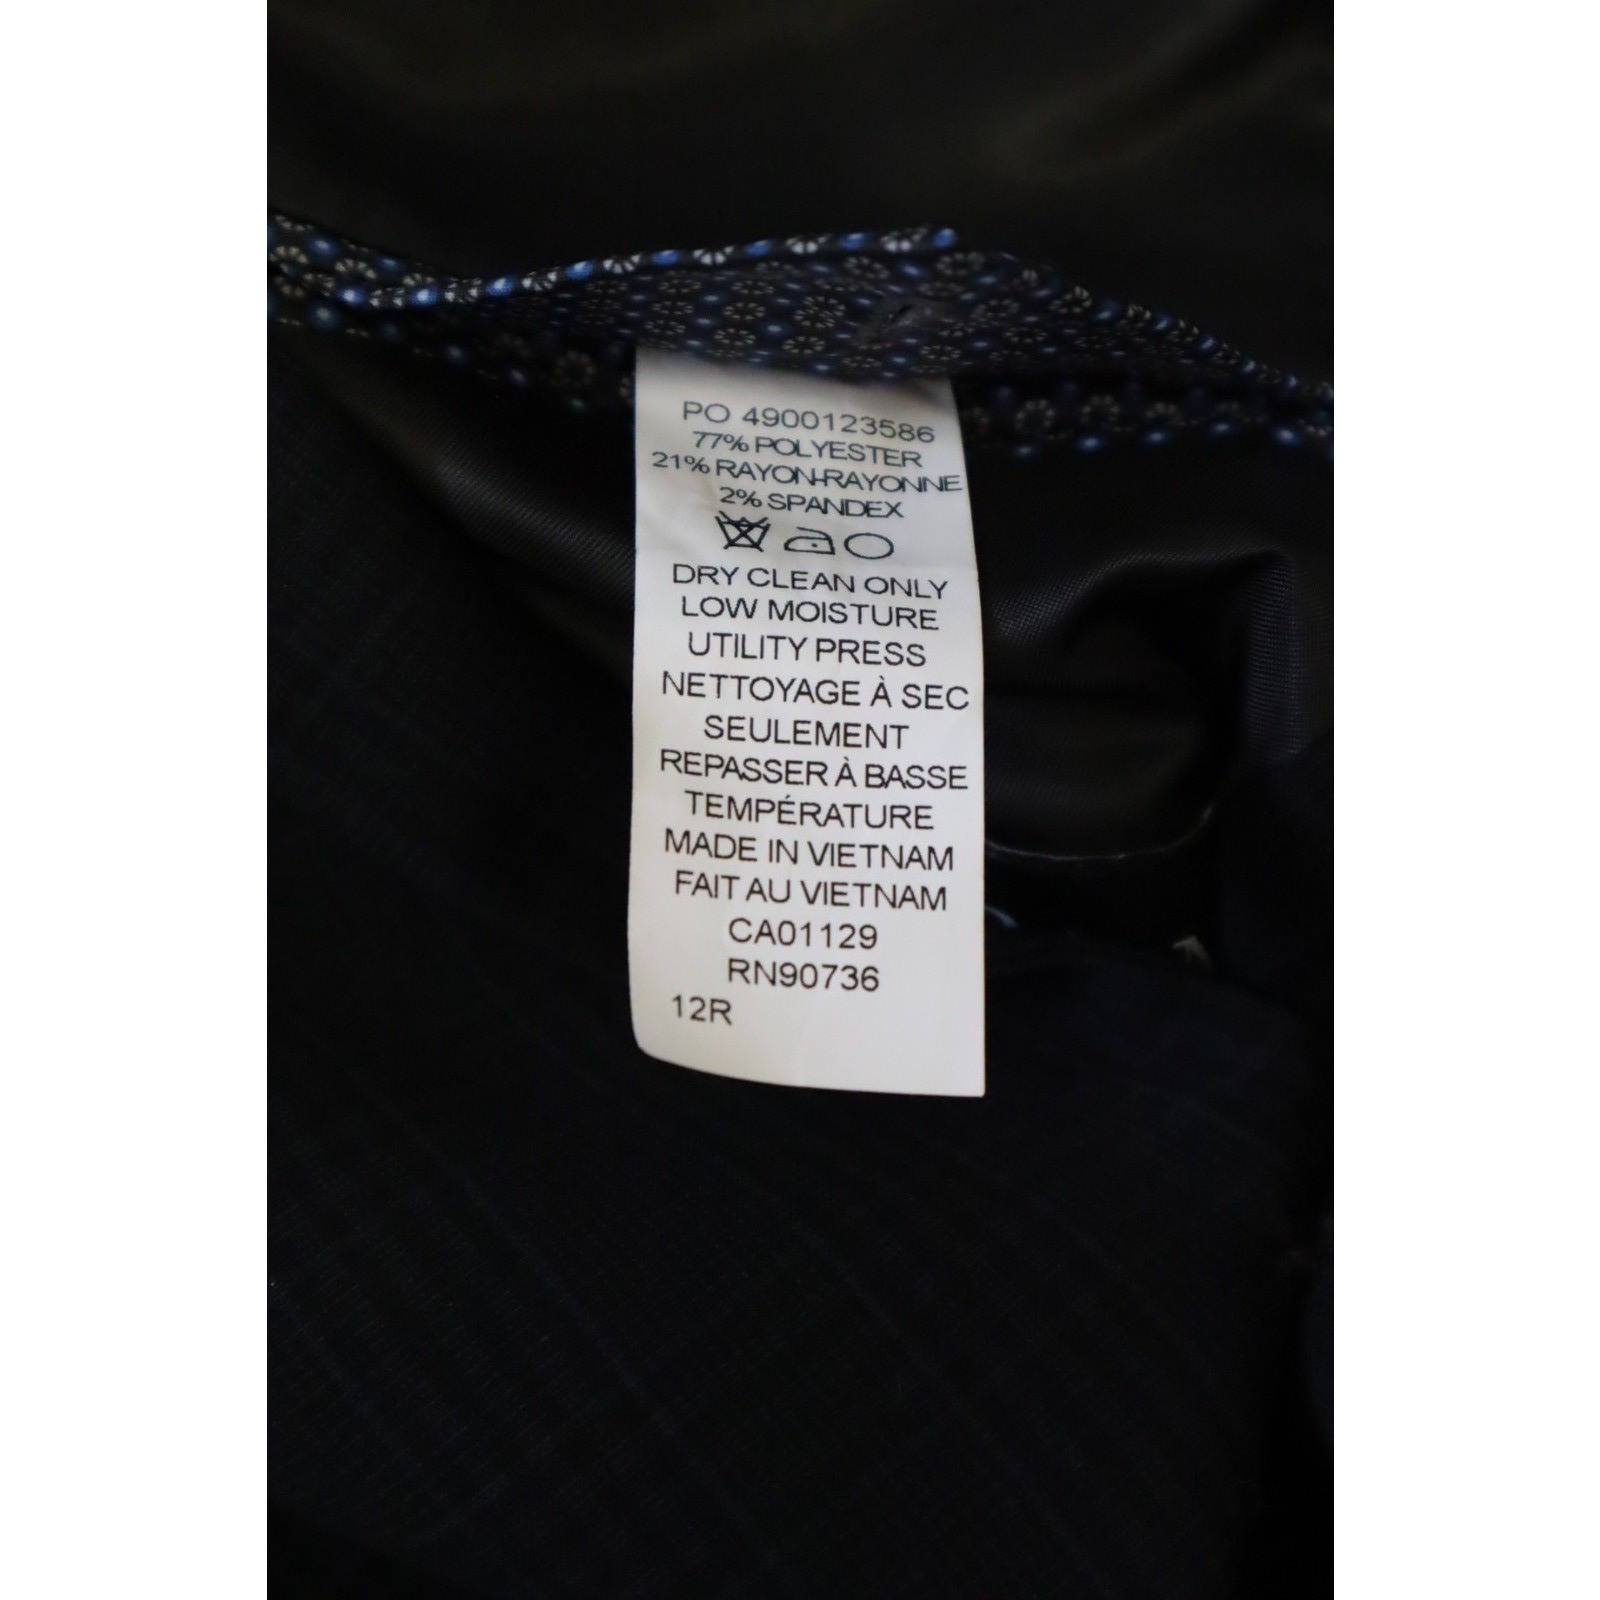 PO 4900123586
77% POLYESTER
21% RAYON-RAYONNE
2% SPANDEX
DRY CLEAN ONLY
LOW MOISTURE
UTILITY PRESS
NETTOYAGE À SEC
SEULEMENT
REPASSER À BASSE
TEMPÉRATURE
MADE IN VIETNAM
FAIT AU VIETNAM
CA01129
RN90736
12R